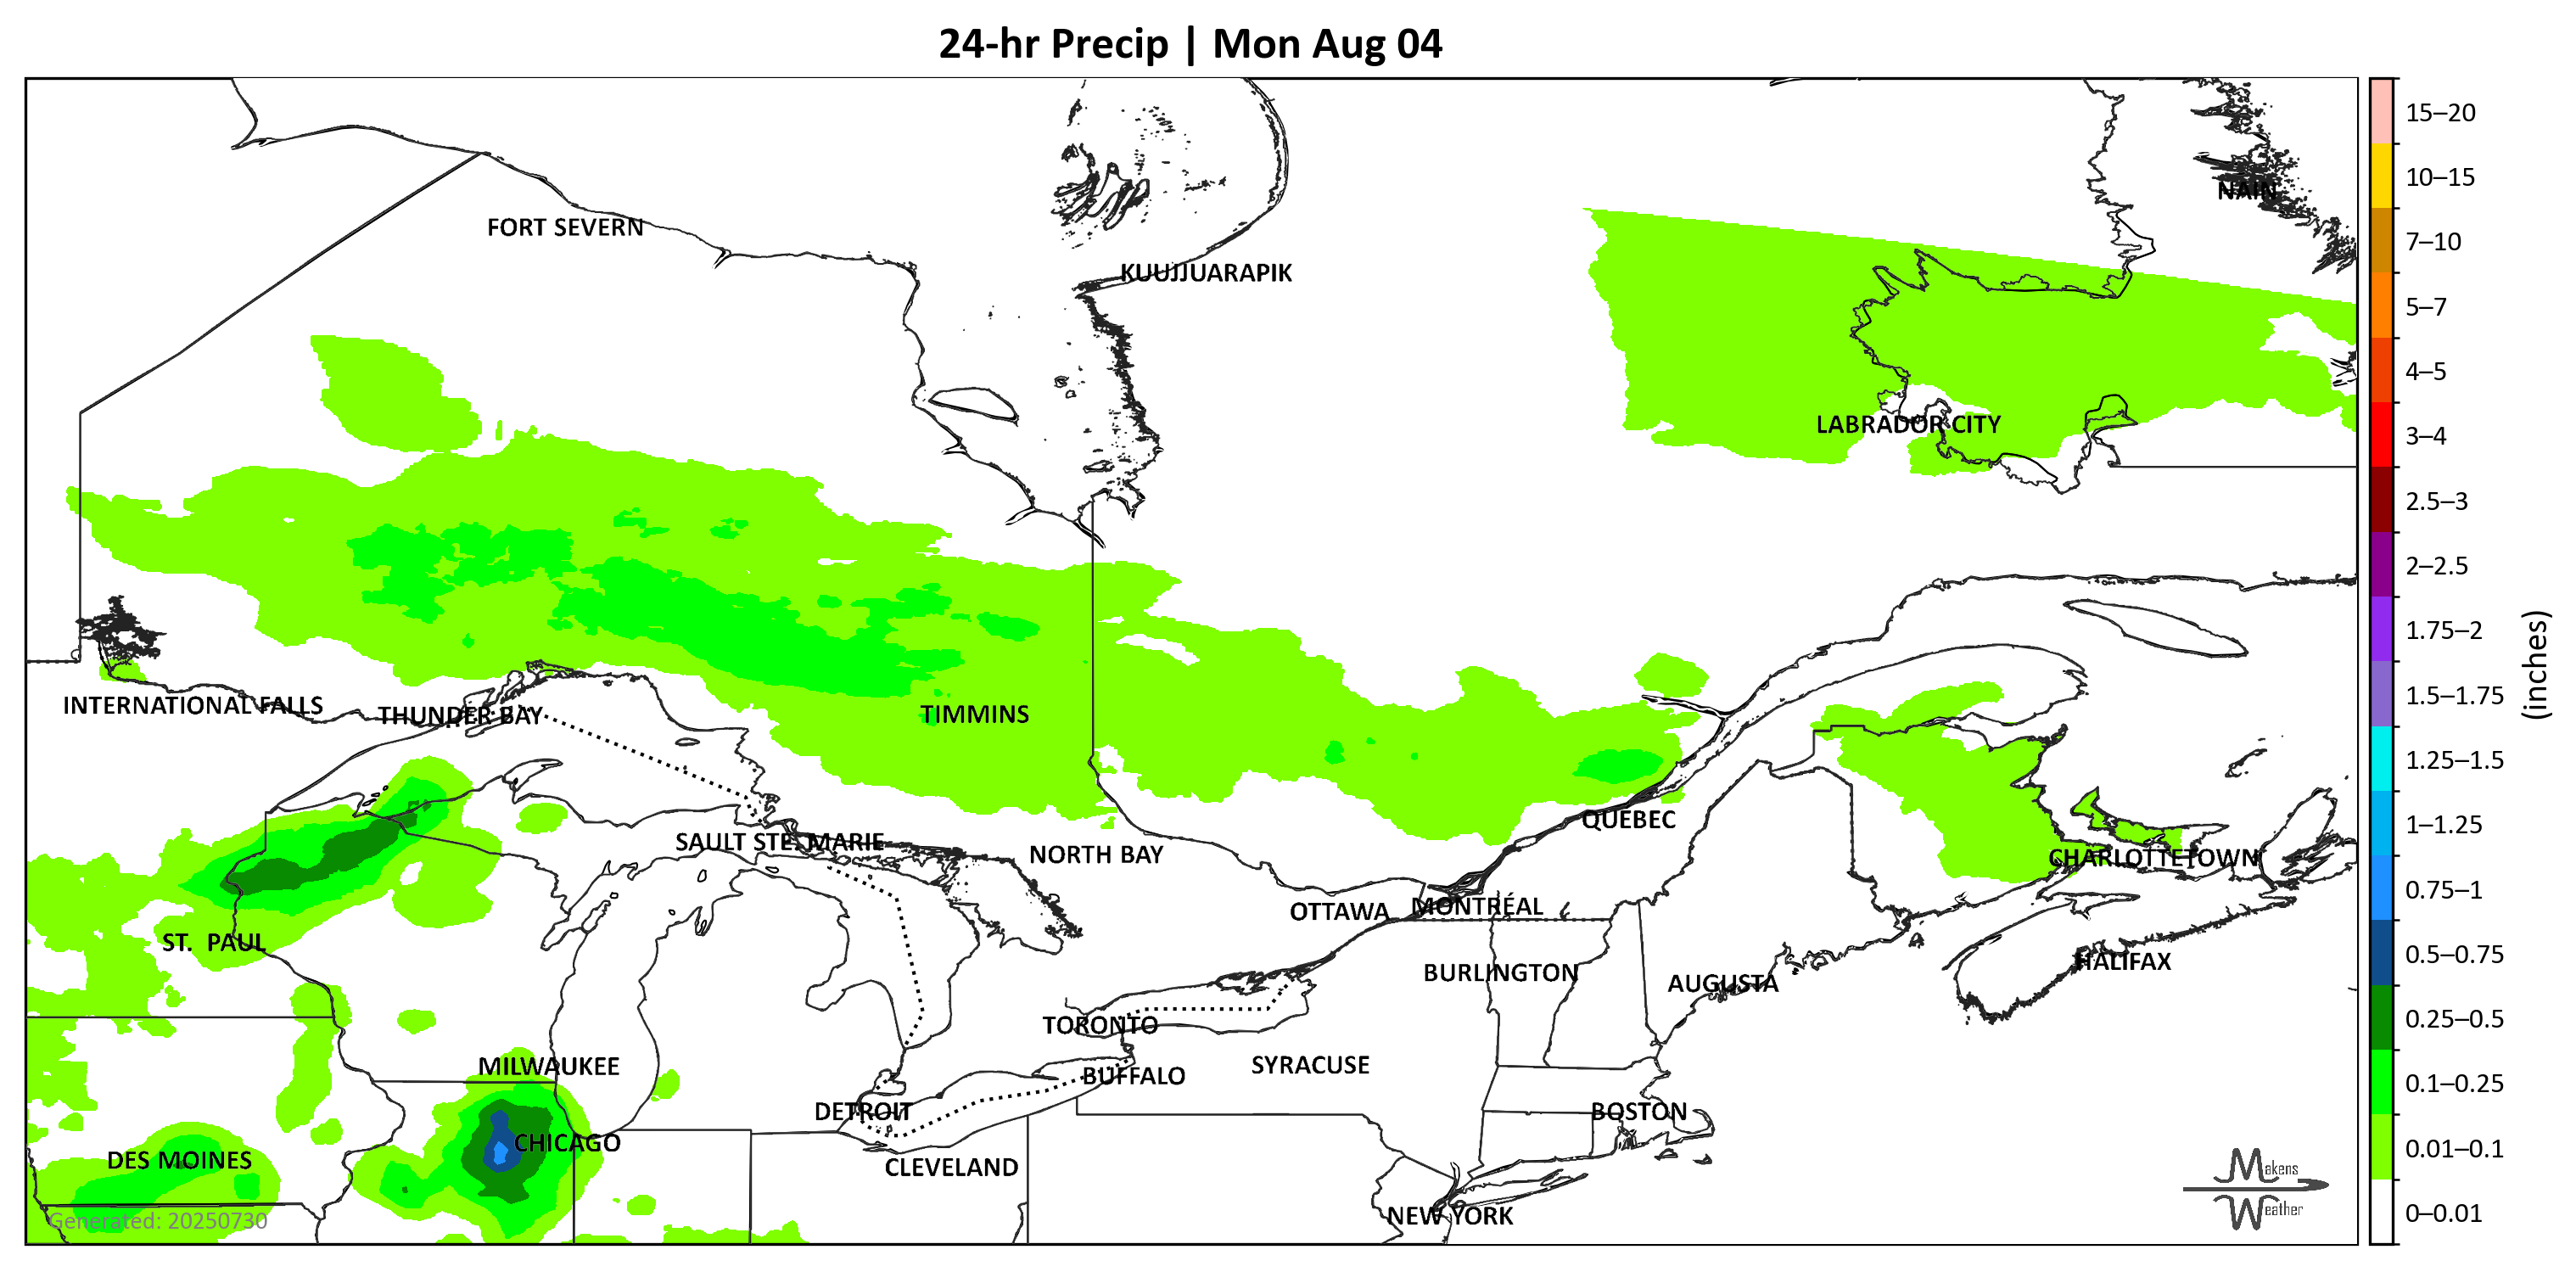 24-hr Precip | Mon Aug 04
NAIN
FORT SEVERN
KUUJJUARAPIK
LABRADOR CITY
INTERNATIONAL FALLS
THUNDER BAY
TIMMINS
SAULT STE. MARIE
NORTH BAY
QUEBEC
CHARLOTTETOWN
OTTAWA
MONTRÉAL
ST. PAUL
BURLINGTON
AUGUSTA
HALIFAX
TORONTO
MILWAUKEE
BUFFALO
SYRACUSE
DETROIT
BOSTON
CHICAGO
DES MOINES
CLEVELAND
NEW YORK
Generated: 20250730
Makens
Weather
15–20
10–15
7–10
5–7
4–5
3–4
2.5–3
2–2.5
1.75–2
1.5–1.75
1.25–1.5
1–1.25
0.75–1
0.5–0.75
0.25–0.5
0.1–0.25
0.01–0.1
0–0.01
(inches)